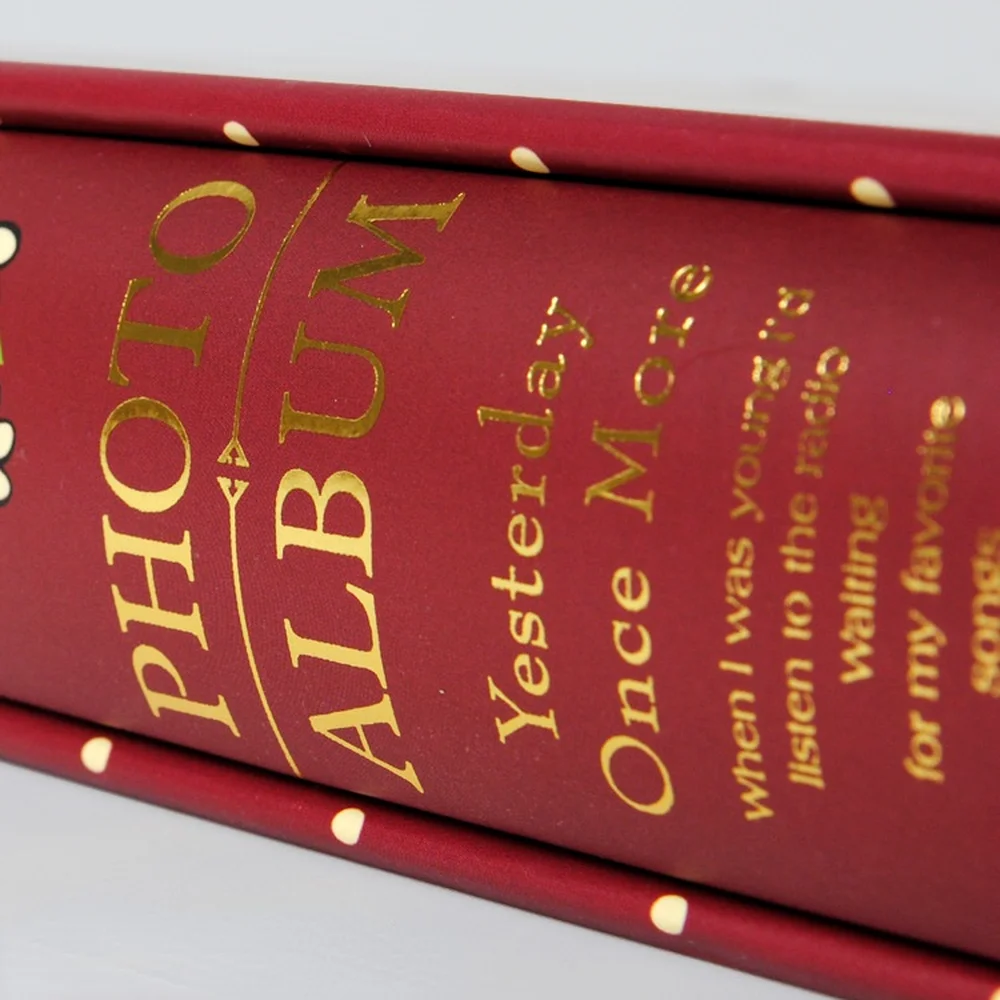 PHOTO
ALBUM
Yesterday
Once More
when I was young i'd
listen to the radio
Waiting
for my favorite
songs